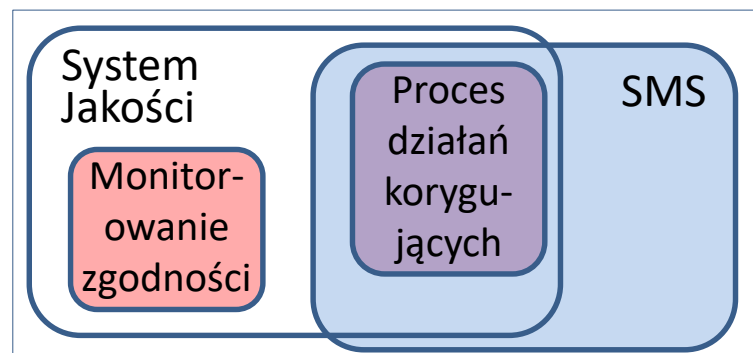 System
Jakości
Monitor-
owanie
zgodności
Proces
działań
korygu-
jących
SMS